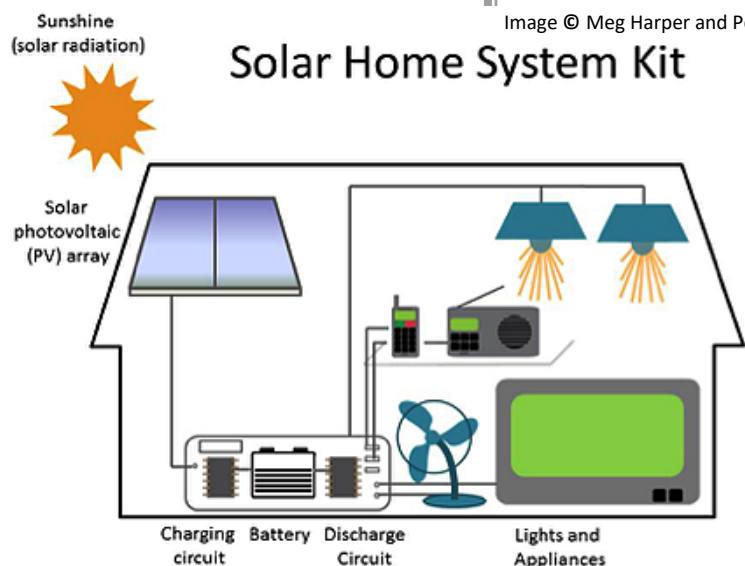 Image © Meg Harper and P
Sunshine
(solar radiation)
Solar Home System Kit
Solar
photovoltaic
(PV) array
Charging
circuit
Battery
Discharge
Circuit
Lights and
Appliances